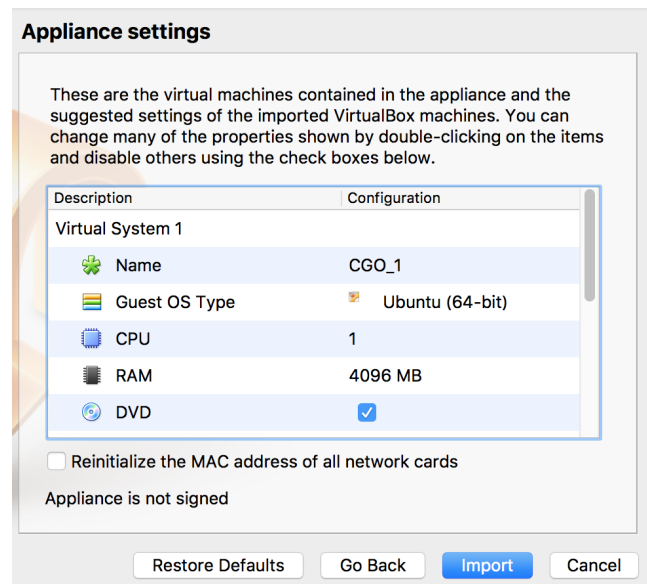 Appliance settings
These are the virtual machines contained in the appliance and the
suggested settings of the imported VirtualBox machines. You can
change many of the properties shown by double-clicking on the items
and disable others using the check boxes below.
Description Configuration
Virtual System 1
Name CGO_1
Guest OS Type Ubuntu (64-bit)
CPU 1
RAM 4096 MB
DVD
Reinitialize the MAC address of all network cards
Appliance is not signed
Restore Defaults Go Back Import Cancel